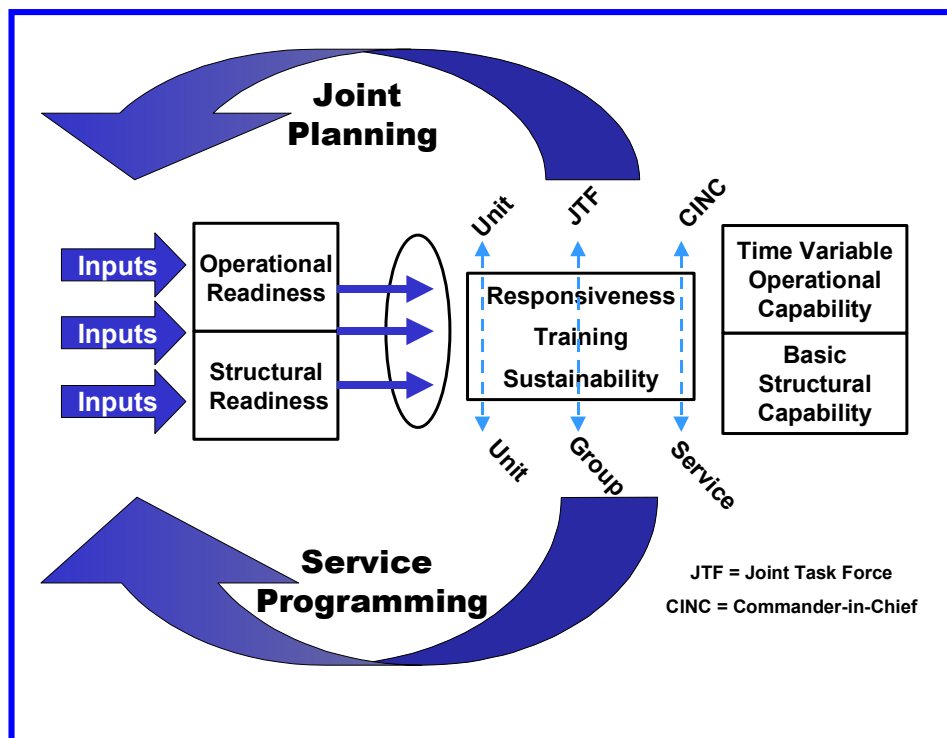 Joint
Planning
Unit
JTF
CINC
Inputs
Inputs
Inputs
Operational
Readiness
Structural
Readiness
Responsiveness
Training
Sustainability
Time Variable
Operational
Capability
Basic
Structural
Capability
Unit
Group
Service
Service
Programming
JTF = Joint Task Force
CINC = Commander-in-Chief